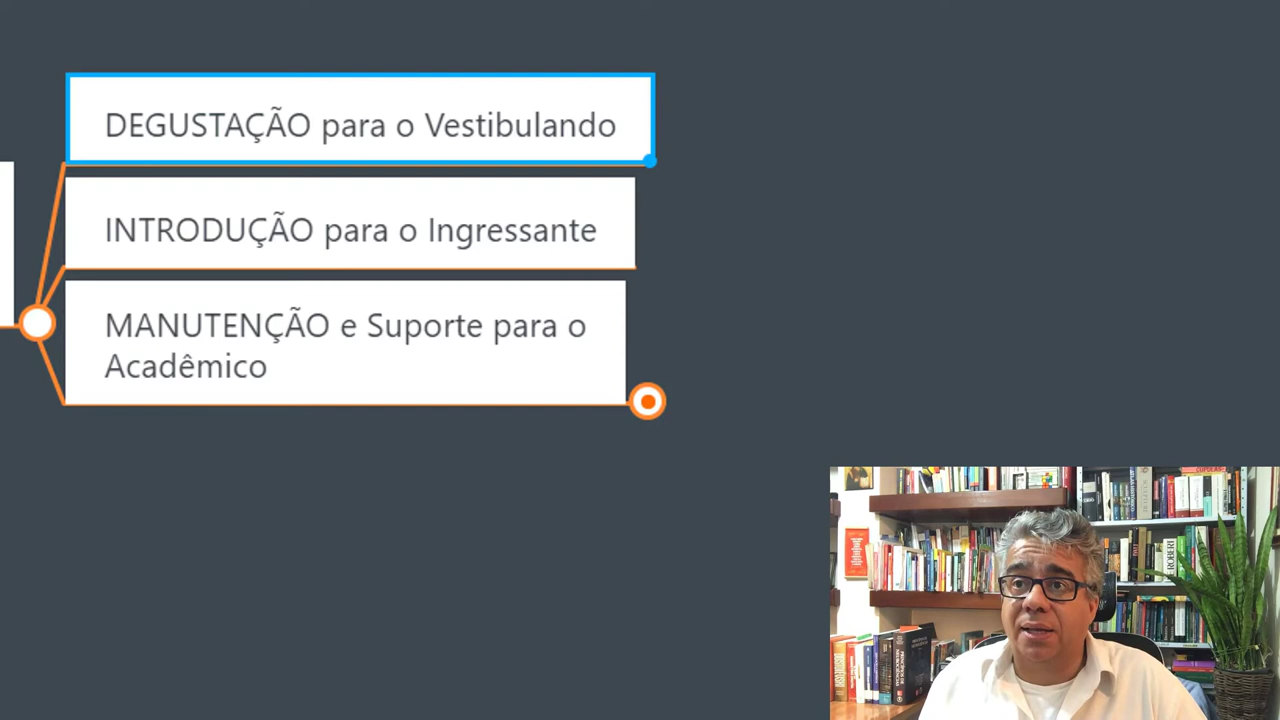 DEGUSTAÇÃO para o Vestibulando
INTRODUÇÃO para o Ingressante
MANUTENÇÃO e Suporte para o
Acadêmico